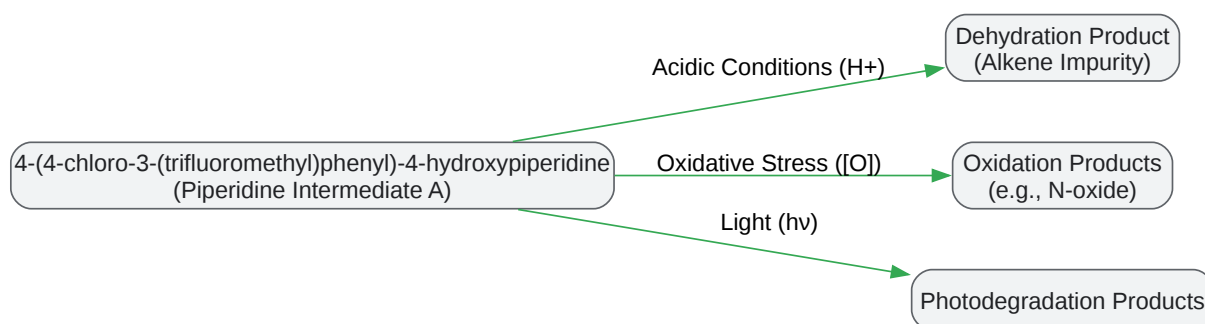 Dehydration Product
(Alkene Impurity)
Acidic Conditions (H+)
4-(4-chloro-3-(trifluoromethyl)phenyl)-4-hydroxypiperidine
(Piperidine Intermediate A)
Oxidative Stress ([O])
Oxidation Products
(e.g., N-oxide)
Light (hν)
Photodegradation Products